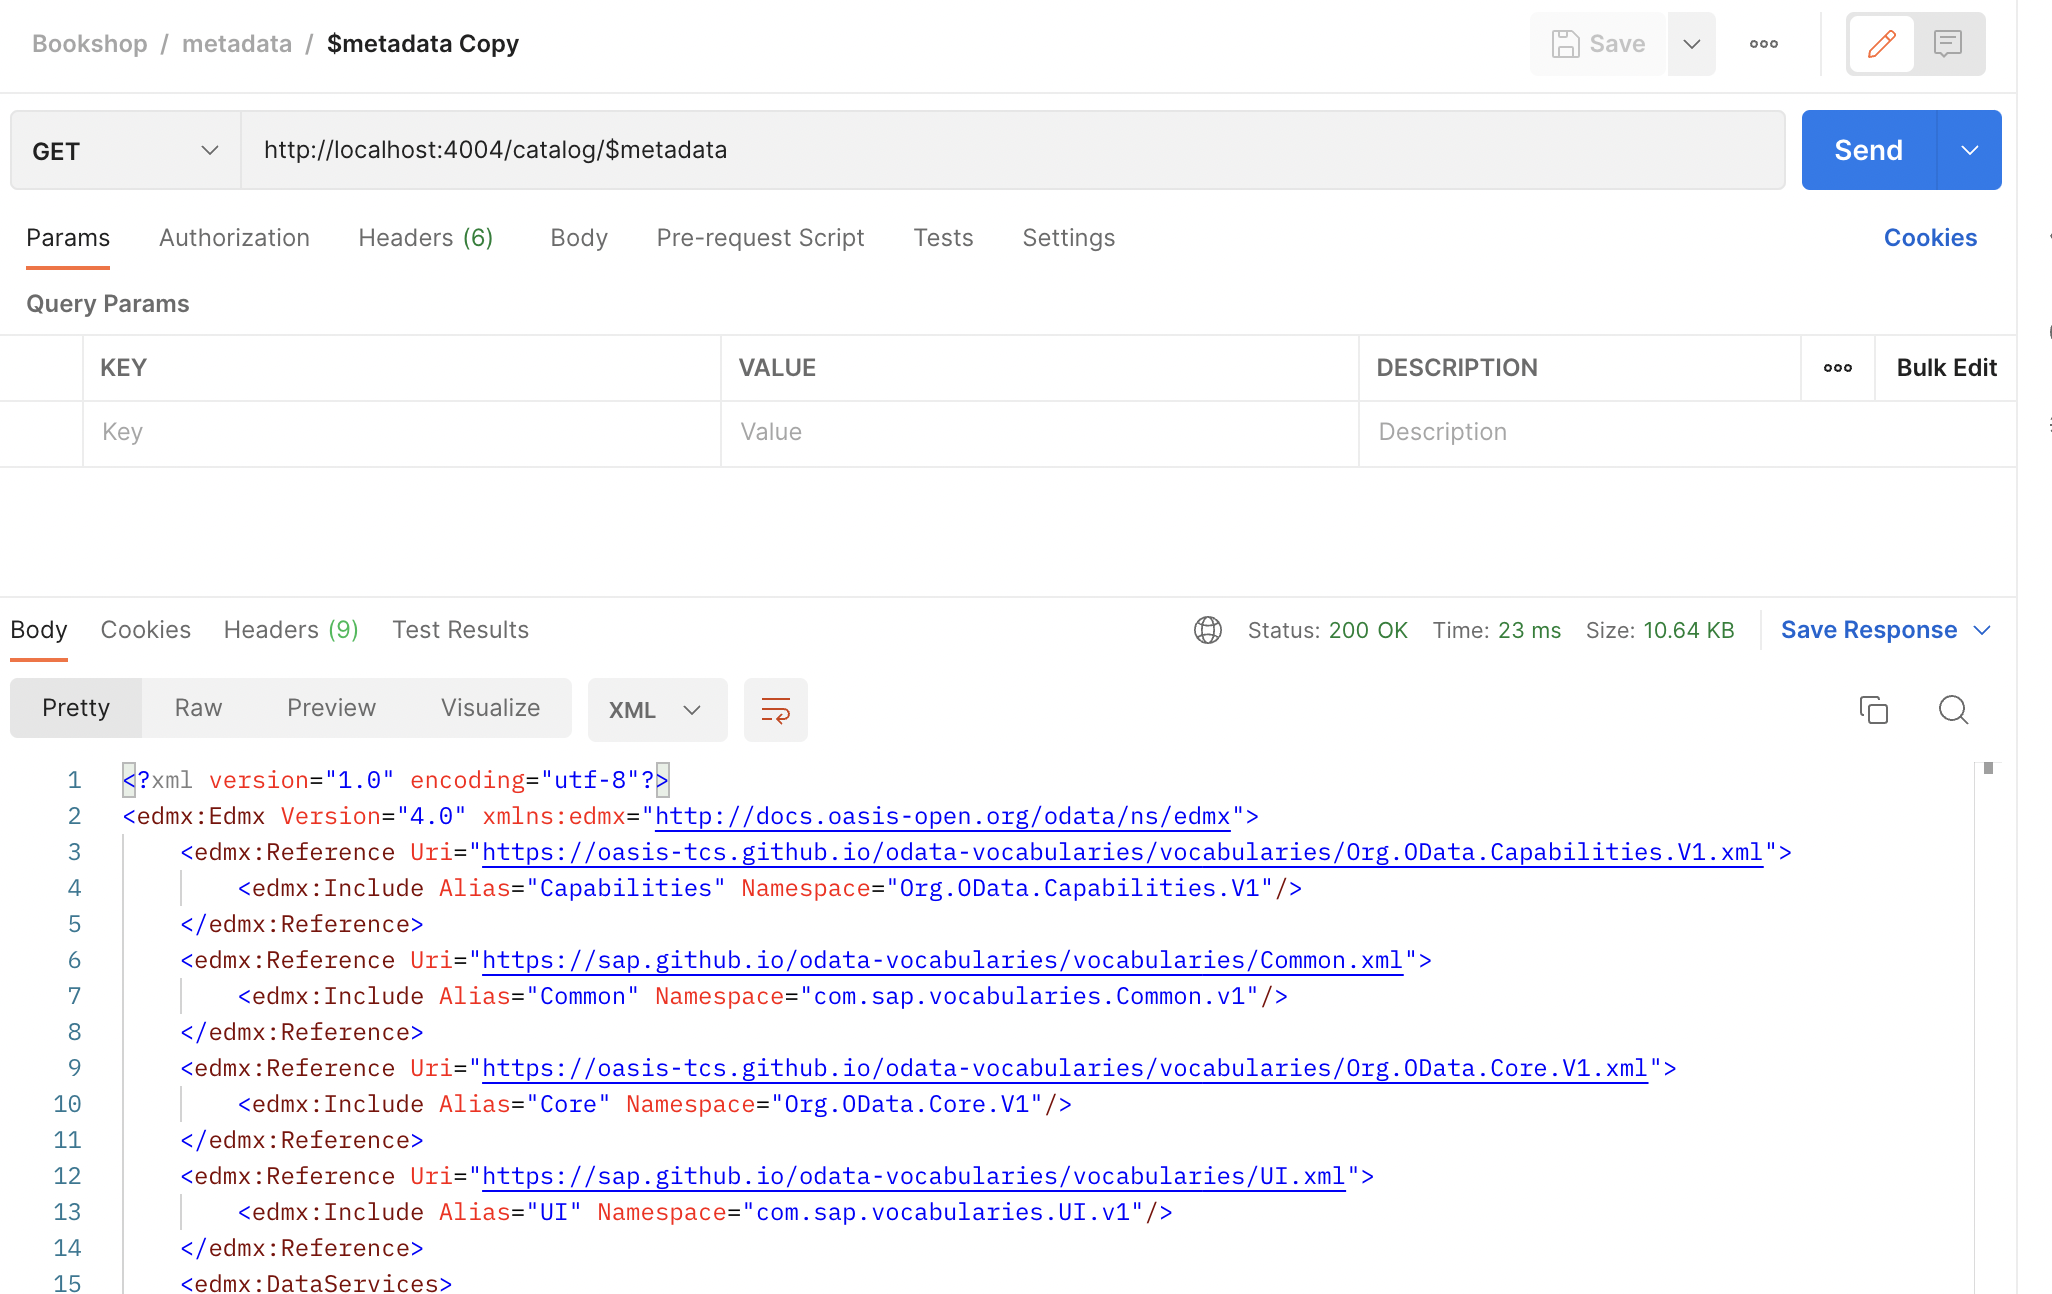 Bookshop / metadata / $metadata Copy
Save
GET http://localhost:4004/catalog/$metadata Send
Params Authorization Headers (6) Body Pre-request Script Tests Settings Cookies
Query Params
KEY VALUE DESCRIPTION Bulk Edit
Key Value Description
Body Cookies Headers (9) Test Results Status: 200 OK Time: 23 ms Size: 10.64 KB Save Response
Pretty Raw Preview Visualize XML
1 <?xml version="1.0" encoding="utf-8"?>
2 <edmx:Edmx Version="4.0" xmlns:edmx="http://docs.oasis-open.org/odata/ns/edmx">
3 <edmx:Reference Uri="https://oasis-tcs.github.io/odata-vocabularies/vocabularies/Org.OData.Capabilities.V1.xml">
4 <edmx:Include Alias="Capabilities" Namespace="Org.OData.Capabilities.V1"/>
5 </edmx:Reference>
6 <edmx:Reference Uri="https://sap.github.io/odata-vocabularies/vocabularies/Common.xml">
7 <edmx:Include Alias="Common" Namespace="com.sap.vocabularies.Common.v1"/>
8 </edmx:Reference>
9 <edmx:Reference Uri="https://oasis-tcs.github.io/odata-vocabularies/vocabularies/Org.OData.Core.V1.xml">
10 <edmx:Include Alias="Core" Namespace="Org.OData.Core.V1"/>
11 </edmx:Reference>
12 <edmx:Reference Uri="https://sap.github.io/odata-vocabularies/vocabularies/UI.xml">
13 <edmx:Include Alias="UI" Namespace="com.sap.vocabularies.UI.v1"/>
14 </edmx:Reference>
15 <edmx:DataServices>